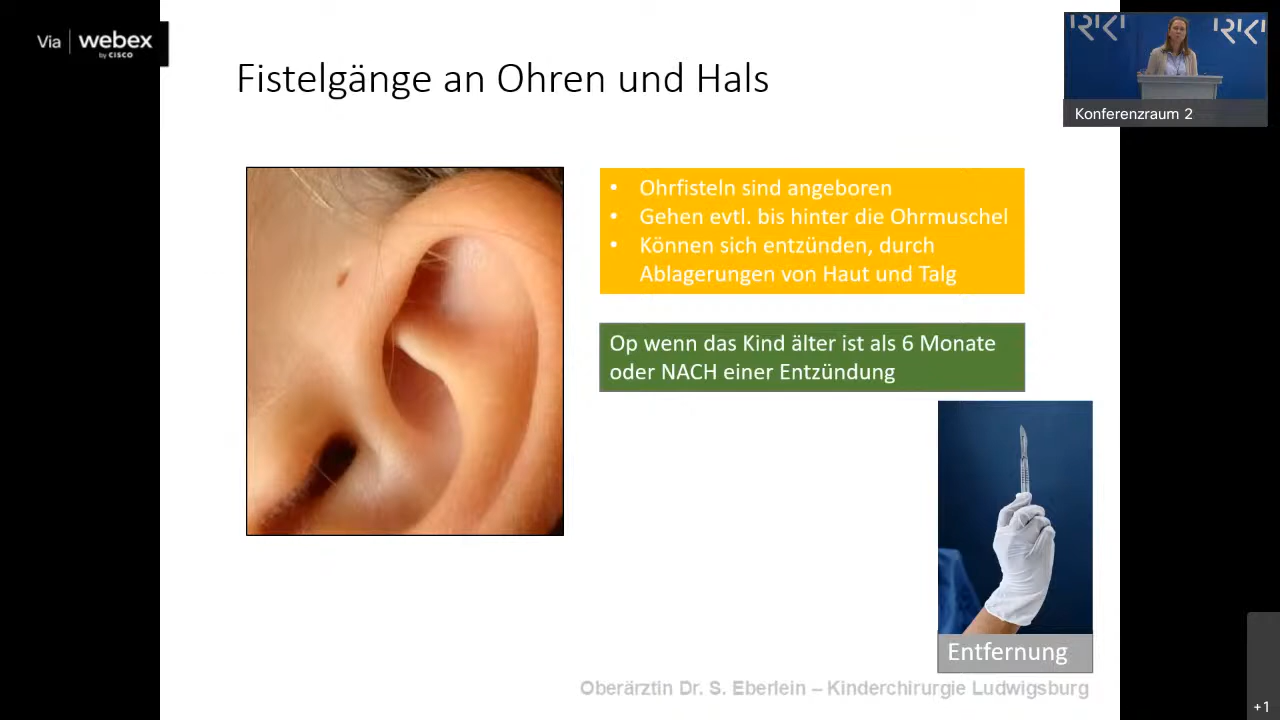 Via webex
by CISCO
Fistelgänge an Ohren und Hals
RKI RKI
Konferenzraum 2
• Ohrfisteln sind angeboren
• Gehen evtl. bis hinter die Ohrmuschel
• Können sich entzünden, durch
Ablagerungen von Haut und Talg
Op wenn das Kind älter ist als 6 Monate
oder NACH einer Entzündung
Entfernung
Oberärztin Dr. S. Eberlein – Kinderchirurgie Ludwigsburg
+1